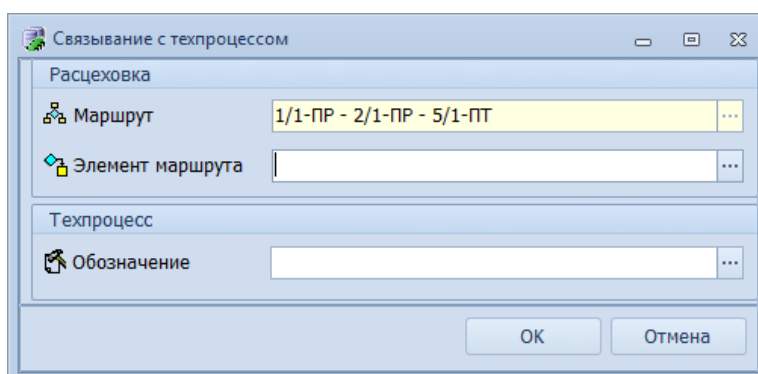 Связывание с техпроцессом
Расцеховка
Маршрут 1/1-ПР - 2/1-ПР - 5/1-ПТ ...
Элемент маршрута ...
Техпроцесс
Обозначение ...
ОК Отмена